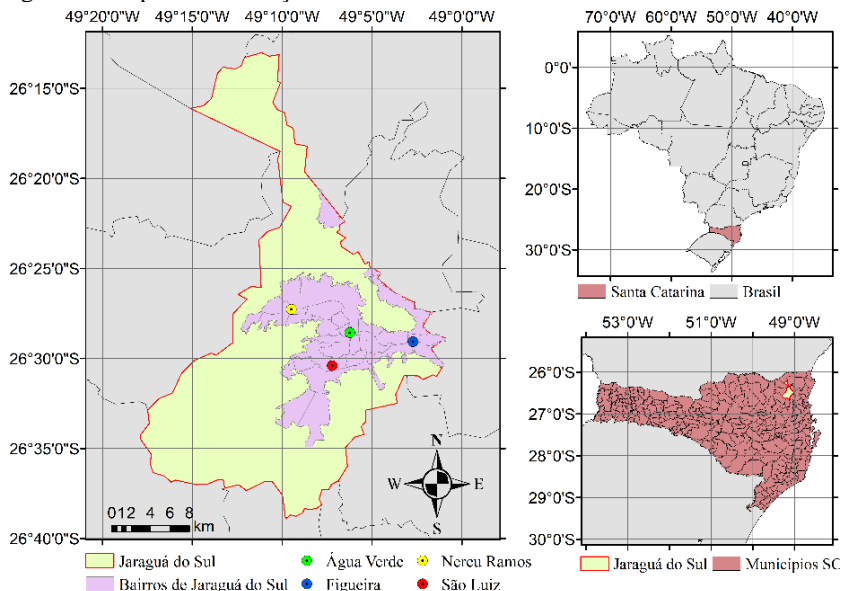 49°20'0"W 49°15'0"W 49°10'0"W 49°5'0"W 49°0'0"W
26°15'0"S
26°20'0"S
26°25'0"S
26°30'0"S
26°35'0"S
26°40'0"S
N
W E
S
012 4 6 8
km
Jaraguá do Sul
Água Verde
Nereu Ramos
Bairros de Jaraguá do Sul
Figueira
São Luiz
70°0'W 60°0'W 50°0'W 40°0'W
0°0'
10°0'S
20°0'S
30°0'S
Santa Catarina
Brasil
53°0'W 51°0'W 49°0'W
26°0'S
27°0'S
28°0'S
29°0'S
30°0'S
Jaraguá do Sul
Municípios SC